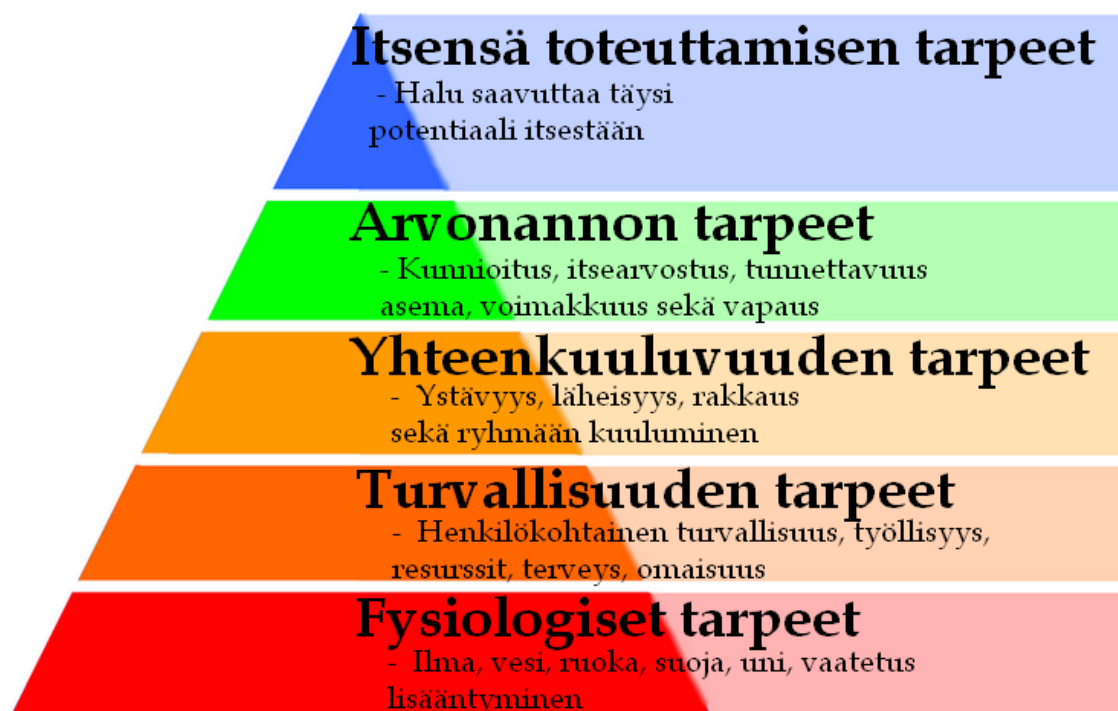 Itsensä toteuttamisen tarpeet
- Halu saavuttaa täysi
potentiaali itsestään
Arvonannon tarpeet
- Kunnioitus, itsearvostus, tunnettavuus
asema, voimakkuus sekä vapaus
Yhteenkuuluvuuden tarpeet
- Ystävyys, läheisyys, rakkaus
sekä ryhmään kuuluminen
Turvallisuuden tarpeet
- Henkilökohtainen turvallisuus, työllisyys,
resurssit, terveys, omaisuus
Fysiologiset tarpeet
- Ilma, vesi, ruoka, suoja, uni, vaatetus
lisääntyminen